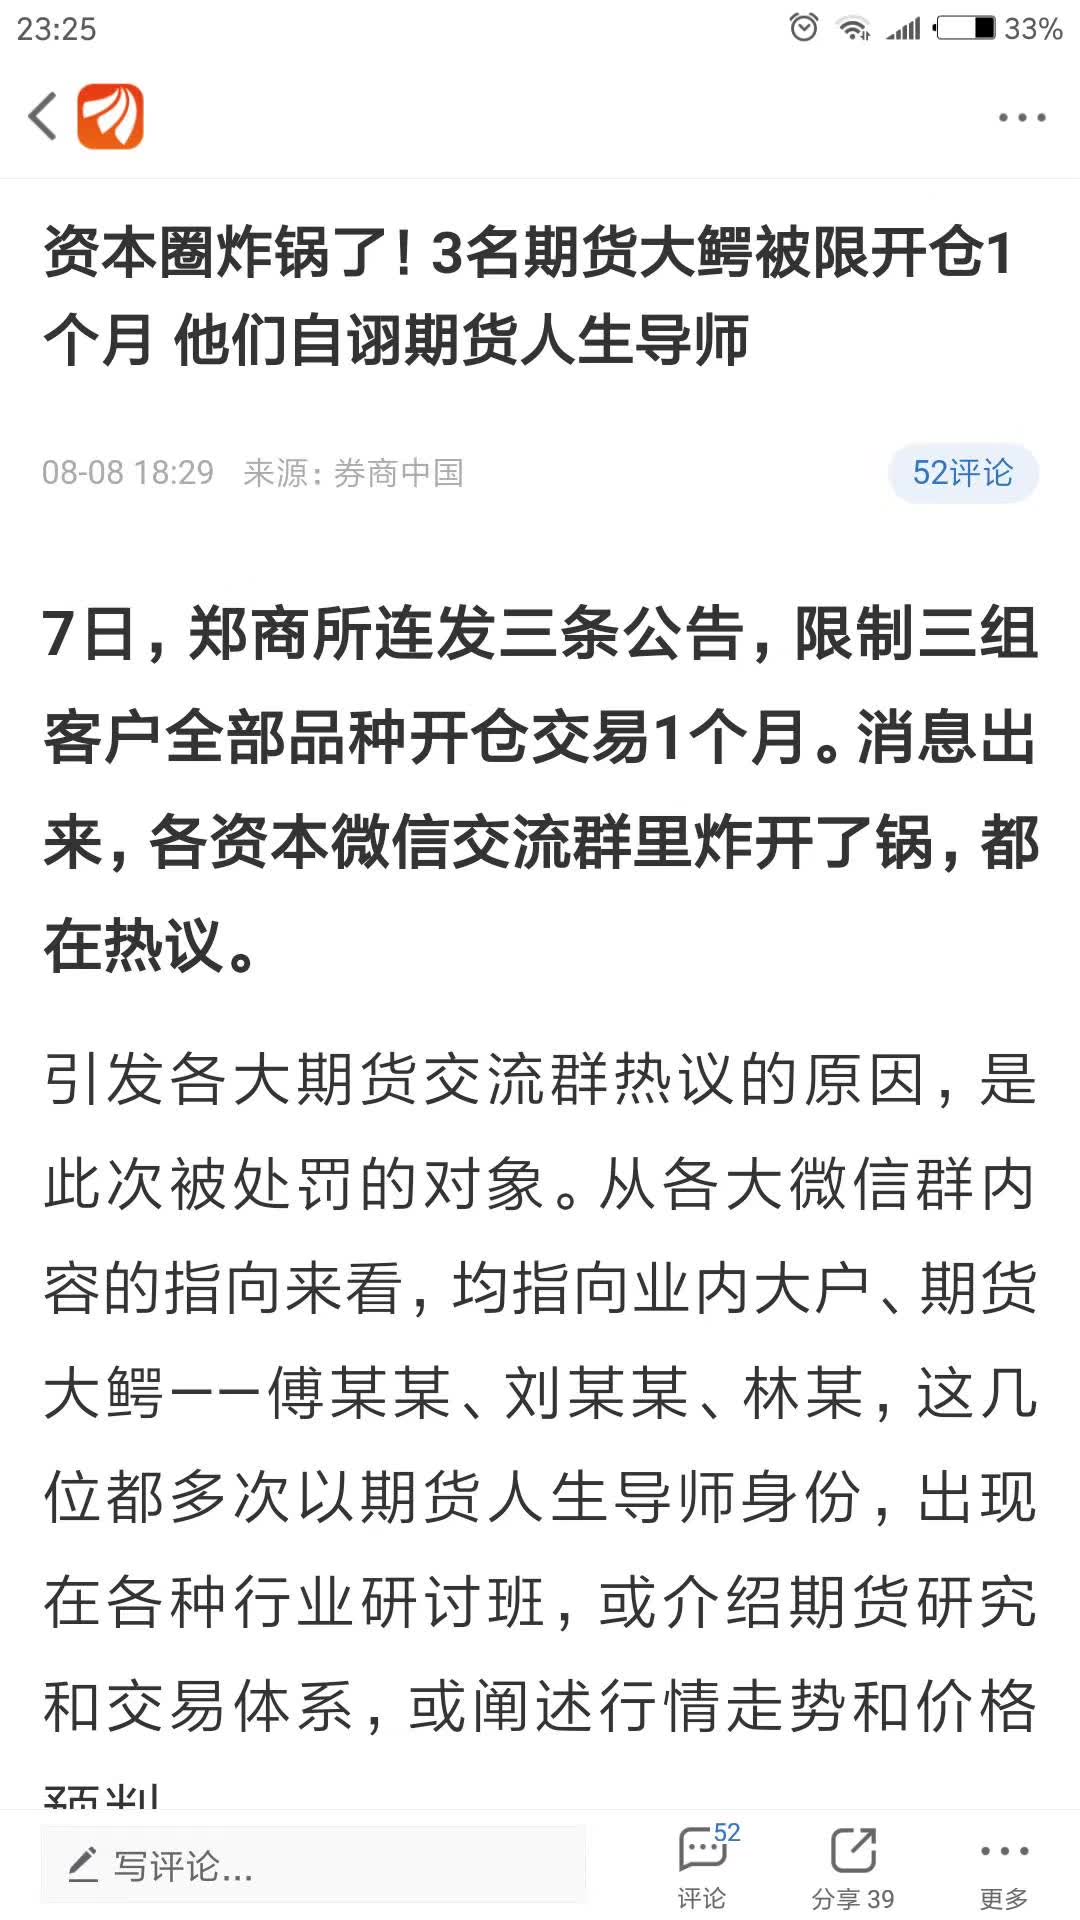 23:25
33%
资本圈炸锅了！3名期货大鳄被限开仓1
个月 他们自诩期货人生导师
08-08 18:29 来源：券商中国
52评论
7日，郑商所连发三条公告，限制三组
客户全部品种开仓交易1个月。消息出
来，各资本微信交流群里炸开了锅，都
在热议。
引发各大期货交流群热议的原因，是
此次被处罚的对象。从各大微信群内
容的指向来看，均指向业内大户、期货
大鳄——傅某某、刘某某、林某，这几
位都多次以期货人生导师身份，出现
在各种行业研讨班，或介绍期货研究
和交易体系，或阐述行情走势和价格
预判
写评论...
52
评论
分享 39
更多